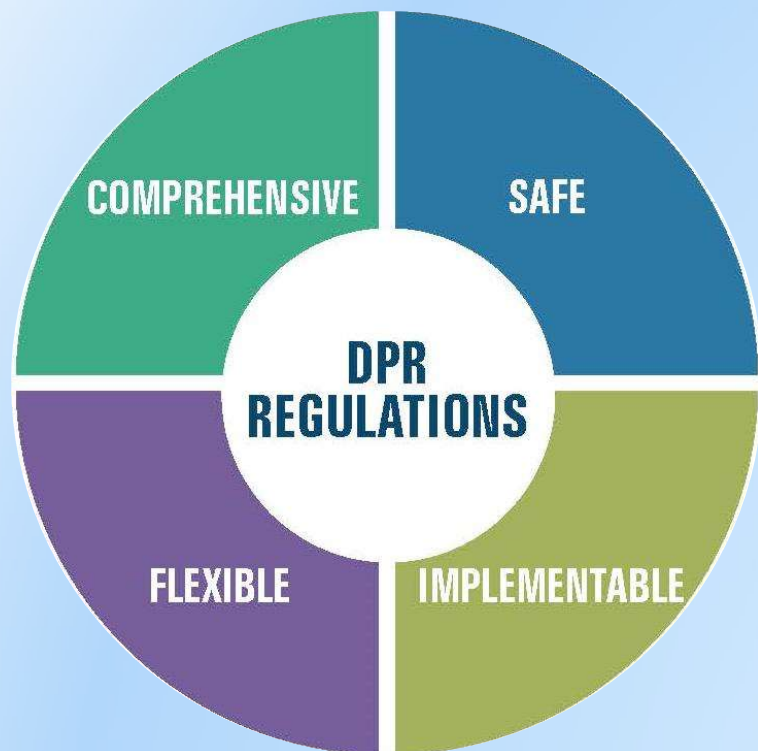 COMPREHENSIVE
SAFE
DPR
REGULATIONS
FLEXIBLE
IMPLEMENTABLE